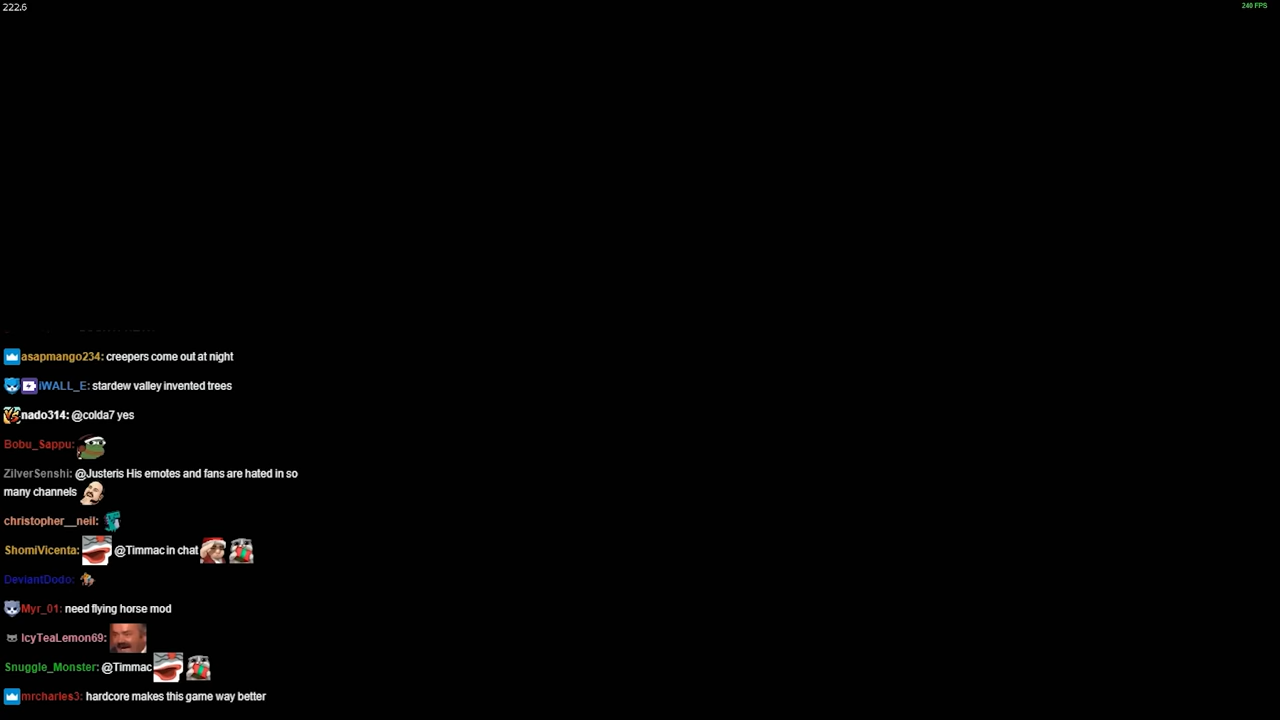 222.6
240 FPS
asapmango234: creepers come out at night
iWALL_E: stardew valley invented trees
nado314: @colda7 yes
Bobu_Sappu:
ZilverSenshi: @Justeris His emotes and fans are hated in so
many channels
christopher__neil:
ShomiVicenta: @Timmac in chat
DeviantDodo:
Myr_01: need flying horse mod
IcyTeaLemon69:
Snuggle_Monster: @Timmac
mrcharles3: hardcore makes this game way better